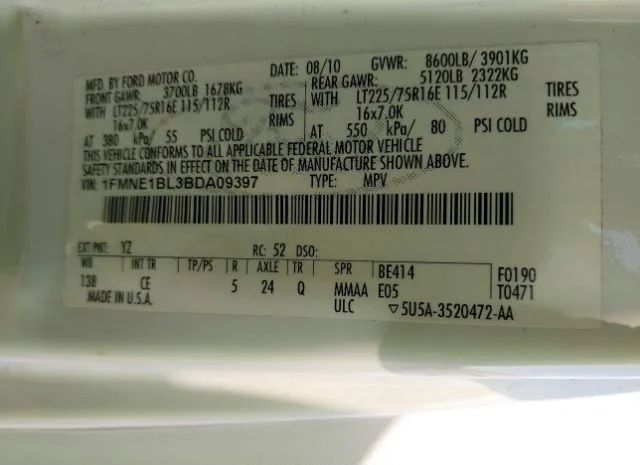 MFD. BY FORD MOTOR CO.
DATE: 08/10 GVWR: 8600LB/ 3901KG
FRONT GAWR: 3700LB 1678KG
REAR GAWR: 5120LB 2322KG
WITH LT225/75R16E 115/112R TIRES
WITH LT225/75R16E 115/112R TIRES
16x7.0K RIMS
16x7.0K RIMS
AT 380 kPa/ 55 PSI COLD
AT 550 kPa/ 80 PSI COLD
THIS VEHICLE CONFORMS TO ALL APPLICABLE FEDERAL MOTOR VEHICLE
SAFETY STANDARDS IN EFFECT ON THE DATE OF MANUFACTURE SHOWN ABOVE.
VIN: 1FMNE1BL3BDA09397 TYPE: MPV
EXT PNT: YZ RC: 52 DSO:
WB INT TR TP/PS R AXLE TR SPR BE414 F0190
138 CE 5 24 Q MMAA E05 T0471
MADE IN U.S.A. ULC ▽5U5A-3520472-AA